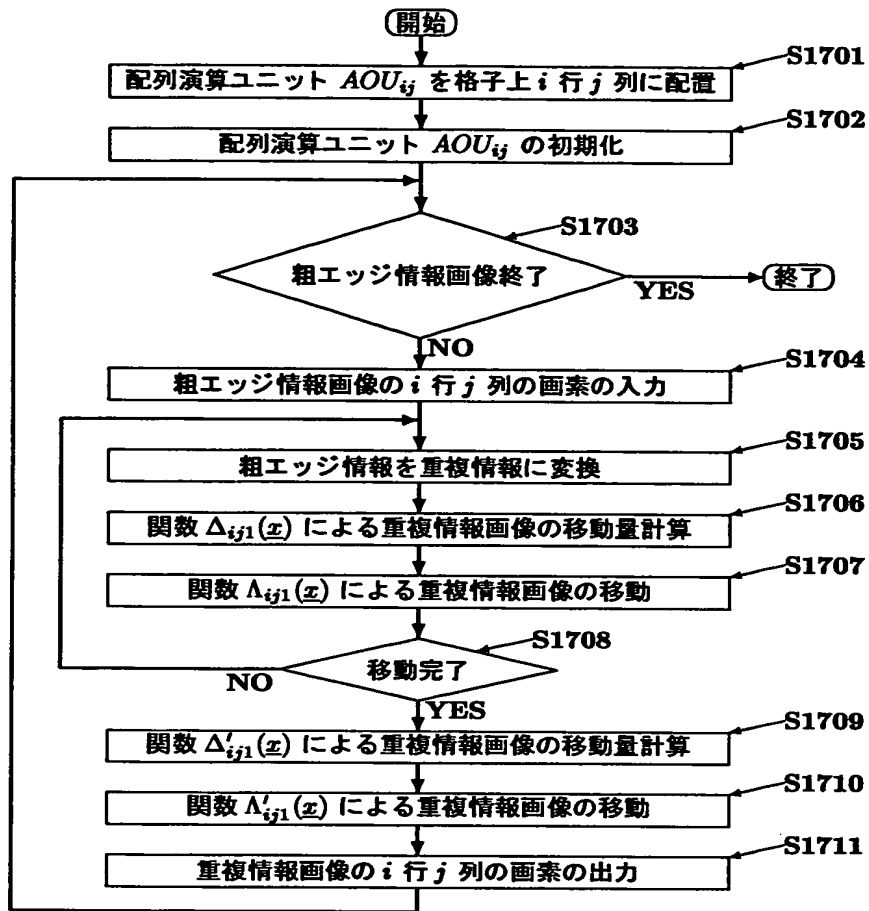 開始
S1701
配列演算ユニット AOU_{ij} を格子上 i 行 j 列に配置
S1702
配列演算ユニット AOU_{ij} の初期化
S1703
粗エッジ情報画像終了
YES
終了
NO
S1704
粗エッジ情報画像の i 行 j 列の画素の入力
S1705
粗エッジ情報を重複情報に変換
S1706
関数 Δ_{ij1}(x) による重複情報画像の移動量計算
S1707
関数 Λ_{ij1}(x) による重複情報画像の移動
S1708
移動完了
NO
YES
S1709
関数 Δ'_{ij1}(x) による重複情報画像の移動量計算
S1710
関数 Λ'_{ij1}(x) による重複情報画像の移動
S1711
重複情報画像の i 行 j 列の画素の出力